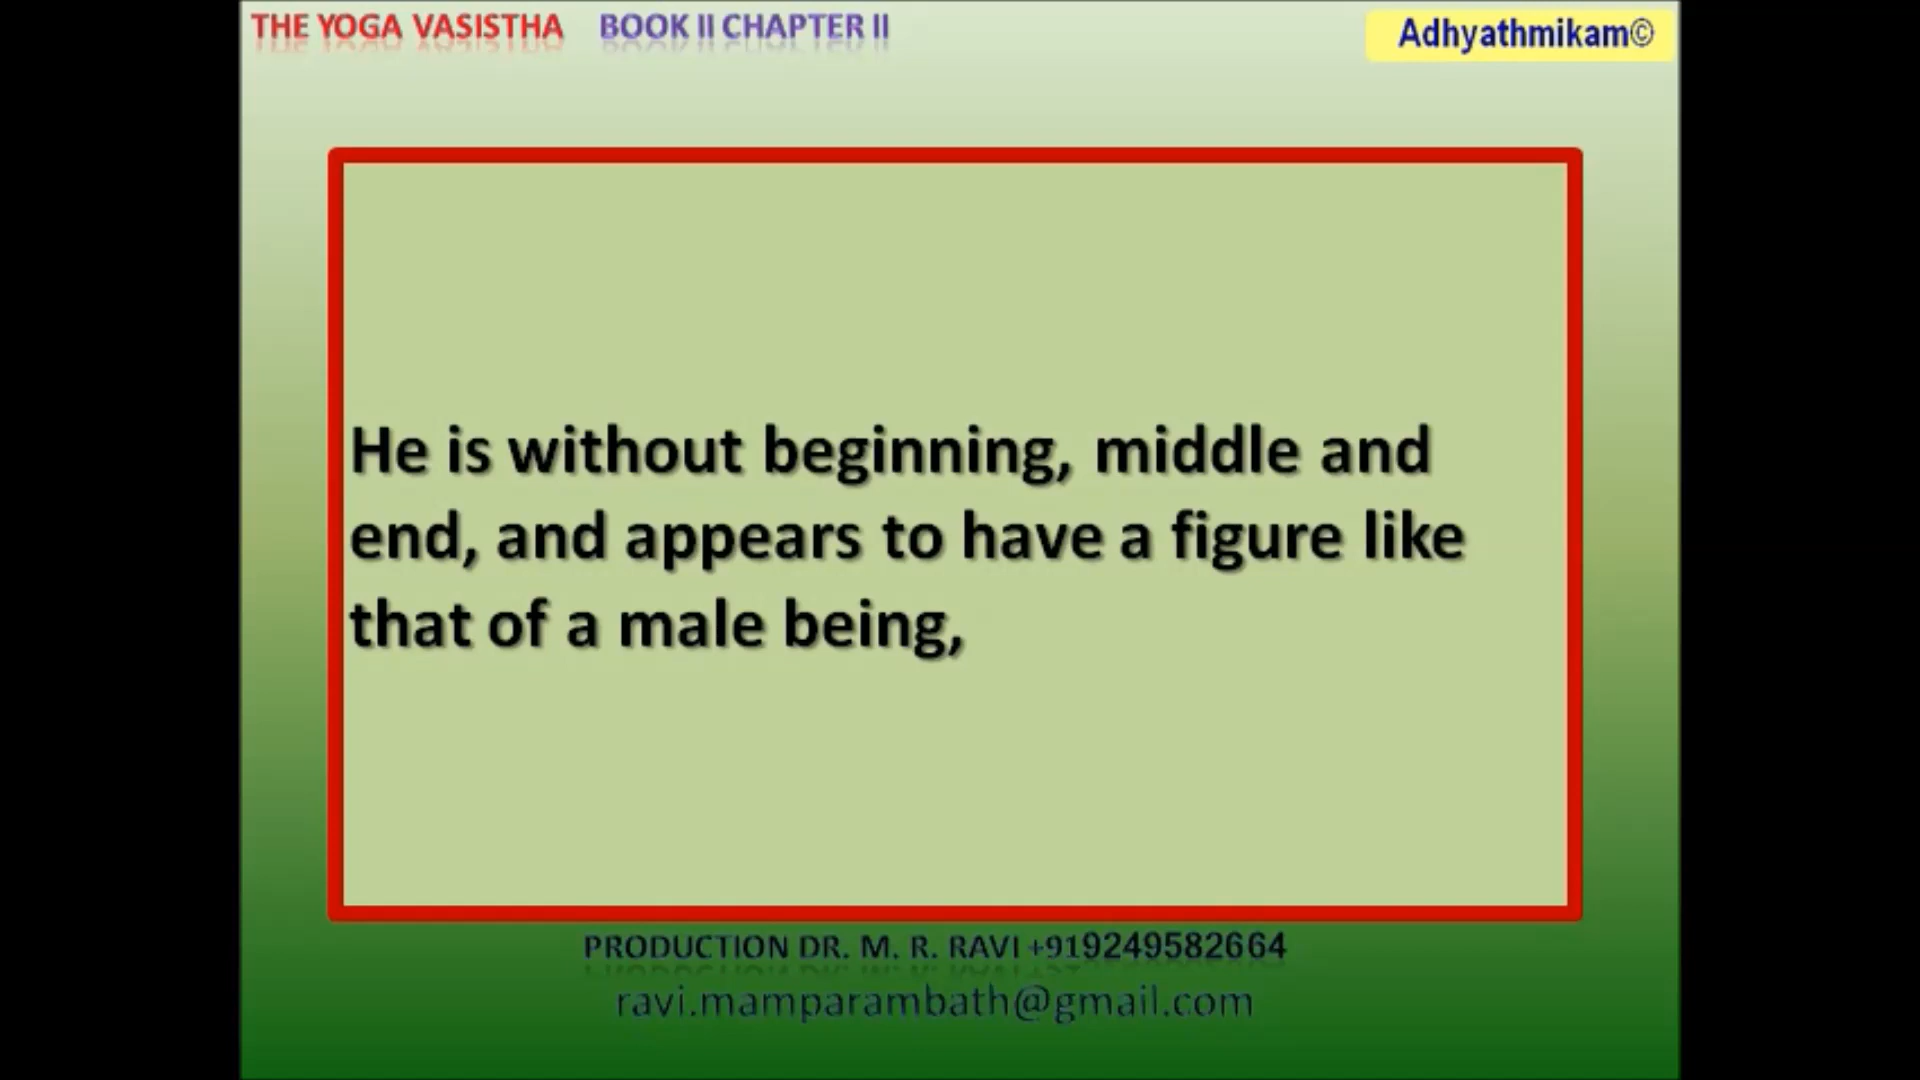 THE YOGA VASISTHA BOOK II CHAPTER II
Adhyathmikam©
He is without beginning, middle and
end, and appears to have a figure like
that of a male being,
PRODUCTION DR. M. R. RAVI +919249582664
ravi.mamparambath@gmail.com